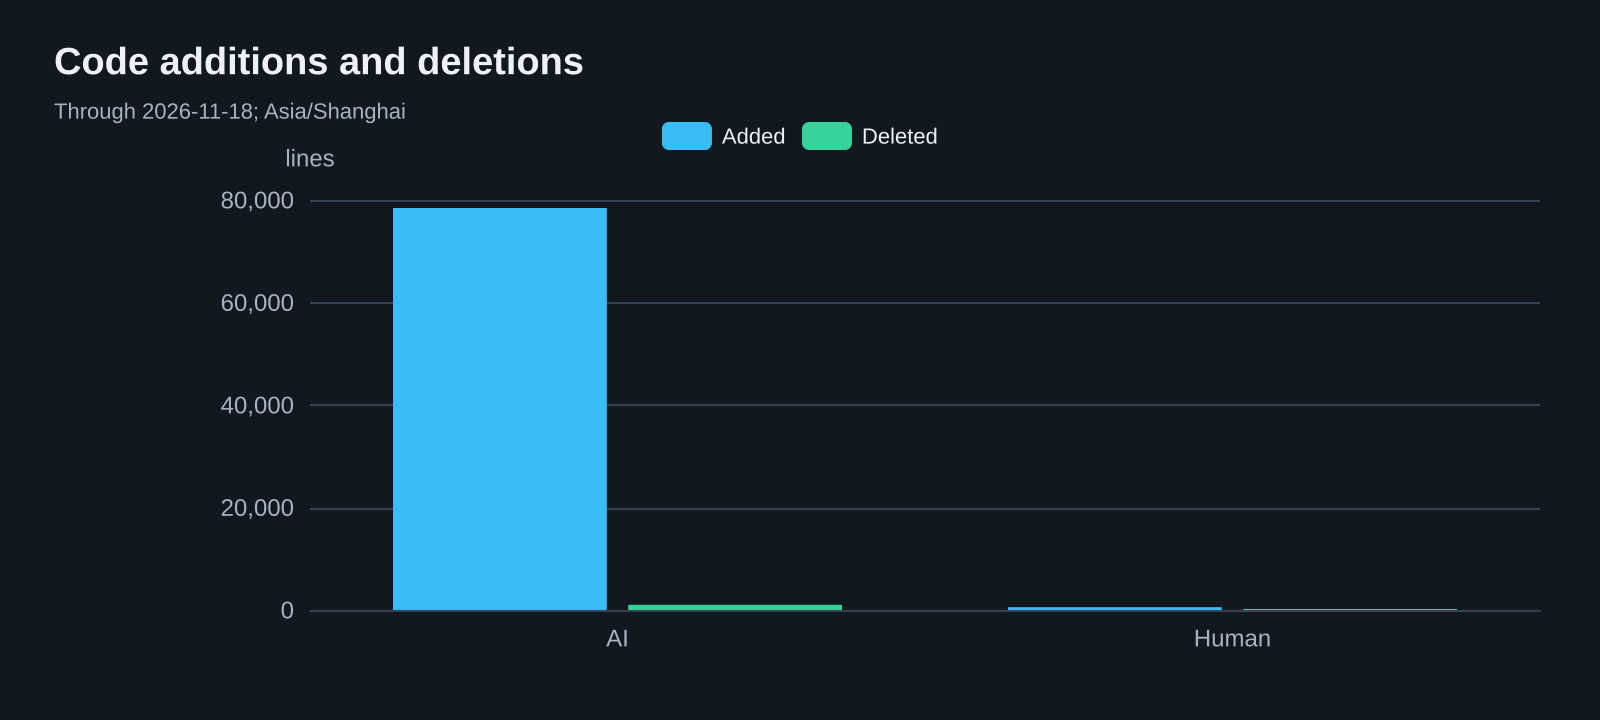 Code additions and deletions
Through 2026-11-18; Asia/Shanghai
Added Deleted
lines
80,000
60,000
40,000
20,000
0
AI Human